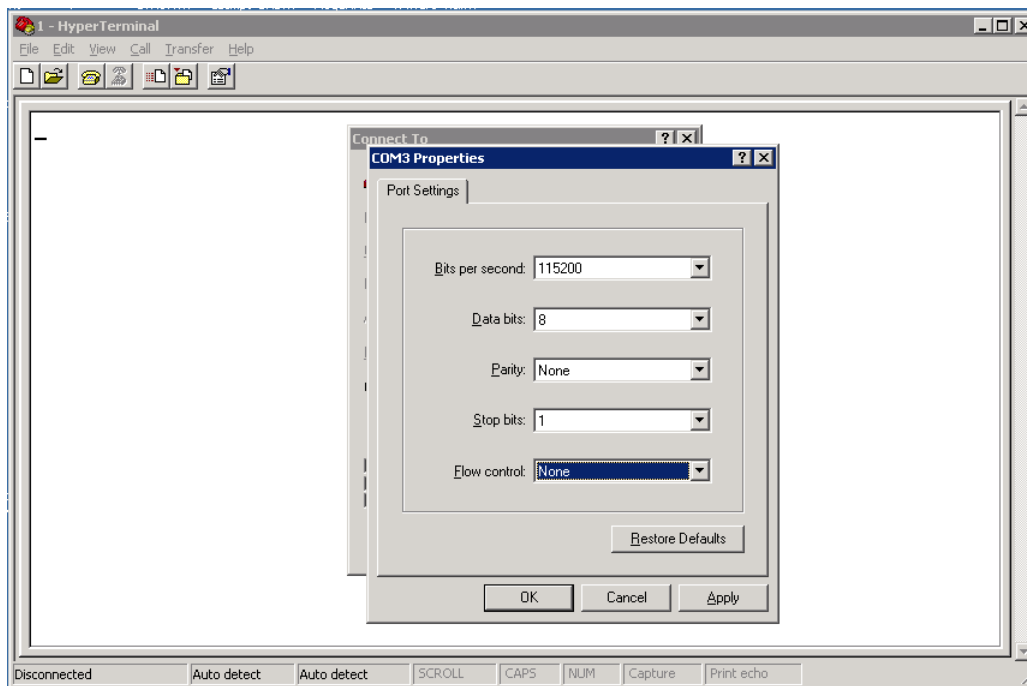 1 - HyperTerminal
File Edit View Call Transfer Help
Connect To
COM3 Properties
Port Settings
Bits per second: 115200
Data bits: 8
Parity: None
Stop bits: 1
Flow control: None
Restore Defaults
OK Cancel Apply
Disconnected Auto detect Auto detect SCROLL CAPS NUM Capture Print echo